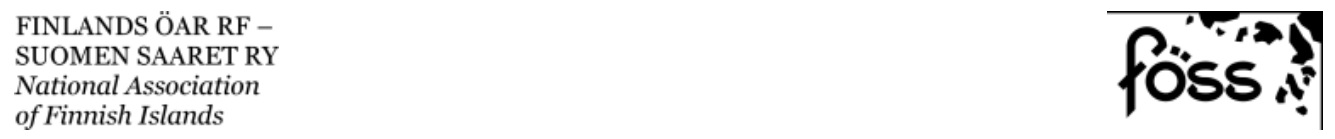 FINLANDS ÖAR RF –
SUOMEN SAARET RY
National Association
of Finnish Islands
föss